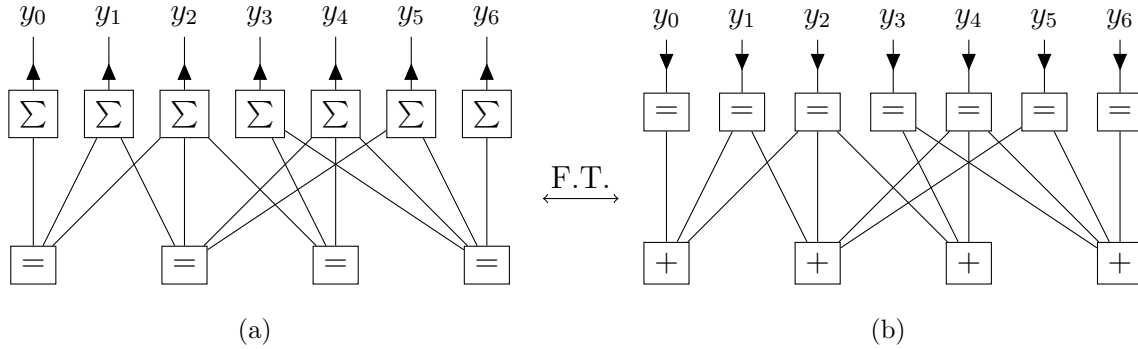 y₀ y₁ y₂ y₃ y₄ y₅ y₆ y₀ y₁ y₂ y₃ y₄ y₅ y₆
Σ Σ Σ Σ Σ Σ Σ = = = = = = =
F.T.
= = = = + + + +
(a) (b)